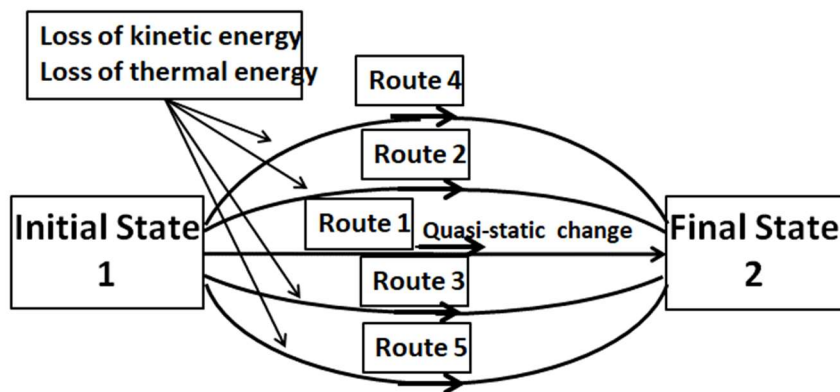 Loss of kinetic energy
Loss of thermal energy
Route 4
Route 2
Route 1
Quasi-static change
Initial State
1
Final State
2
Route 3
Route 5